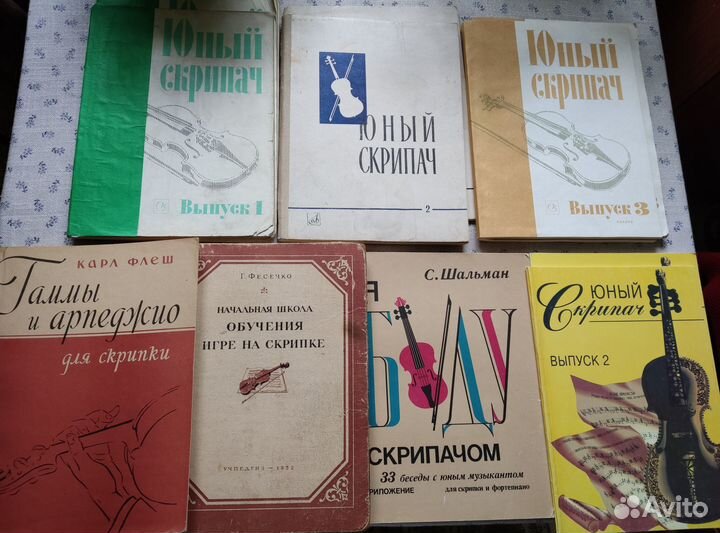 Юный
скрипач
Выпуск 1
ЮНЫЙ
СКРИПАЧ
2
Юный
скрипач
Выпуск 3
КАРЛ ФЛЕШ
Гаммы
и арпеджио
для скрипки
Г. ФЕСЕЧКО
НАЧАЛЬНАЯ ШКОЛА
ОБУЧЕНИЯ
ИГРЕ НА СКРИПКЕ
УЧПЕДГИЗ — 1952
С. Шальман
Я
БУДУ
СКРИПАЧОМ
33 беседы с юным музыкантом
ПРИЛОЖЕНИЕ для скрипки и фортепиано
ЮНЫЙ
Скрипач
ВЫПУСК 2
Avito